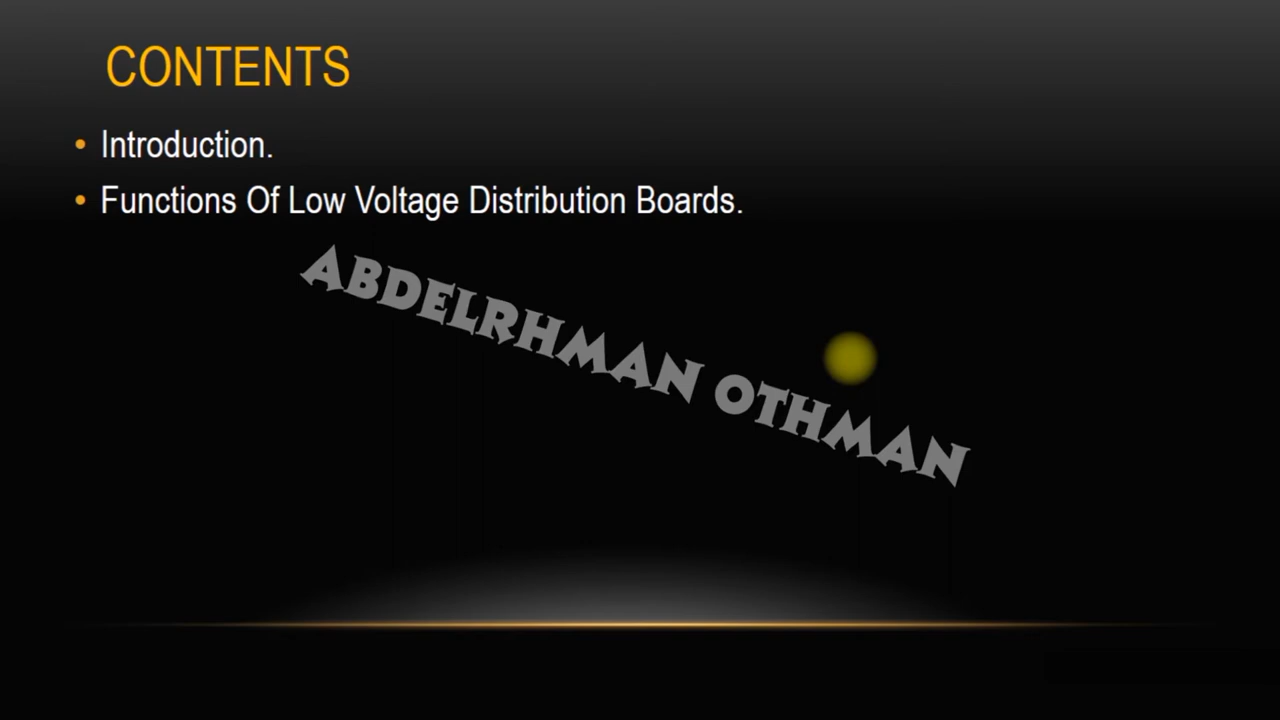 CONTENTS
• Introduction.
• Functions Of Low Voltage Distribution Boards.
ABDELRHMAN OTHMAN